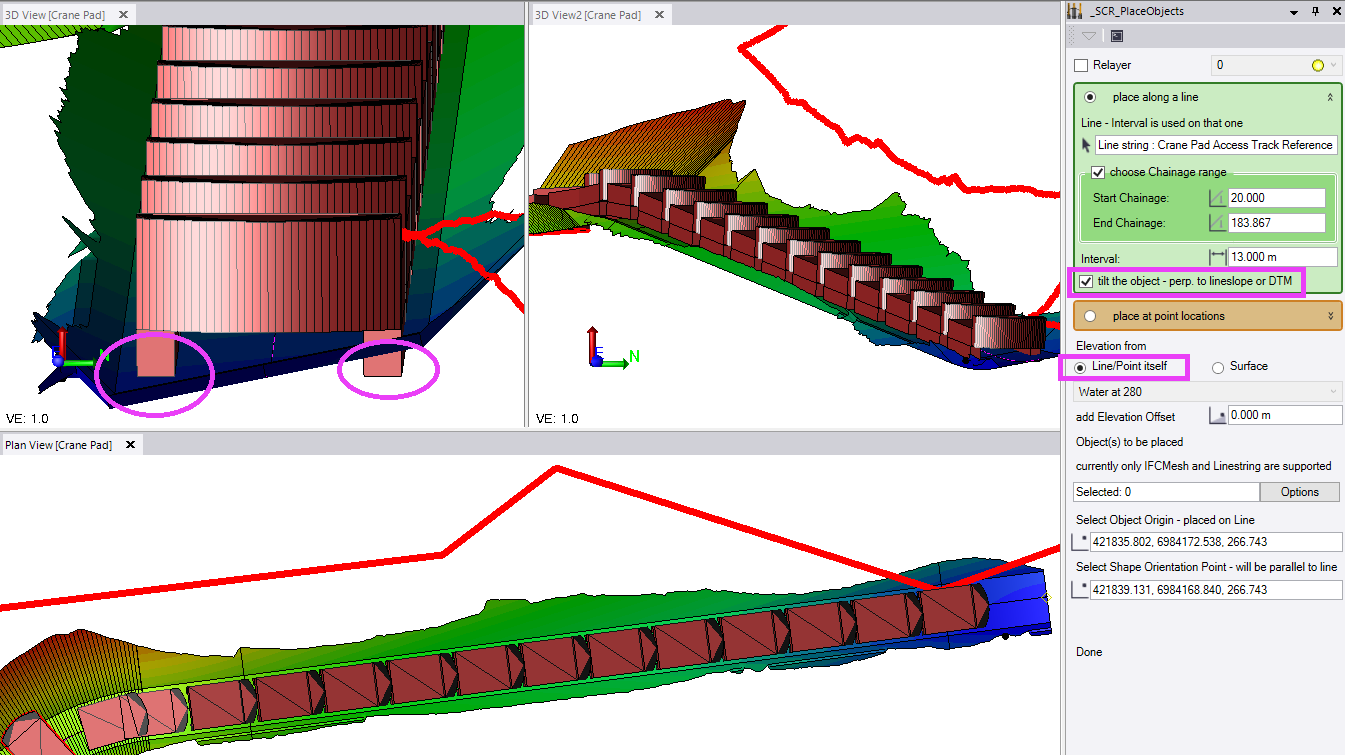 3D View [Crane Pad]
3D View2 [Crane Pad]
_SCR_PlaceObjects
Relayer
0
place along a line
Line - Interval is used on that one
Line string : Crane Pad Access Track Reference
choose Chainage range
Start Chainage:
20.000
End Chainage:
183.867
Interval:
13.000 m
tilt the object - perp. to lineslope or DTM
place at point locations
Elevation from
Line/Point itself
Surface
Water at 280
add Elevation Offset
0.000 m
Object(s) to be placed
currently only IFCMesh and Linestring are supported
Selected: 0
Options
Select Object Origin - placed on Line
421835.802, 6984172.538, 266.743
Select Shape Orientation Point - will be parallel to line
421839.131, 6984168.840, 266.743
Done
N
VE: 1.0
E
N
VE: 1.0
Plan View [Crane Pad]